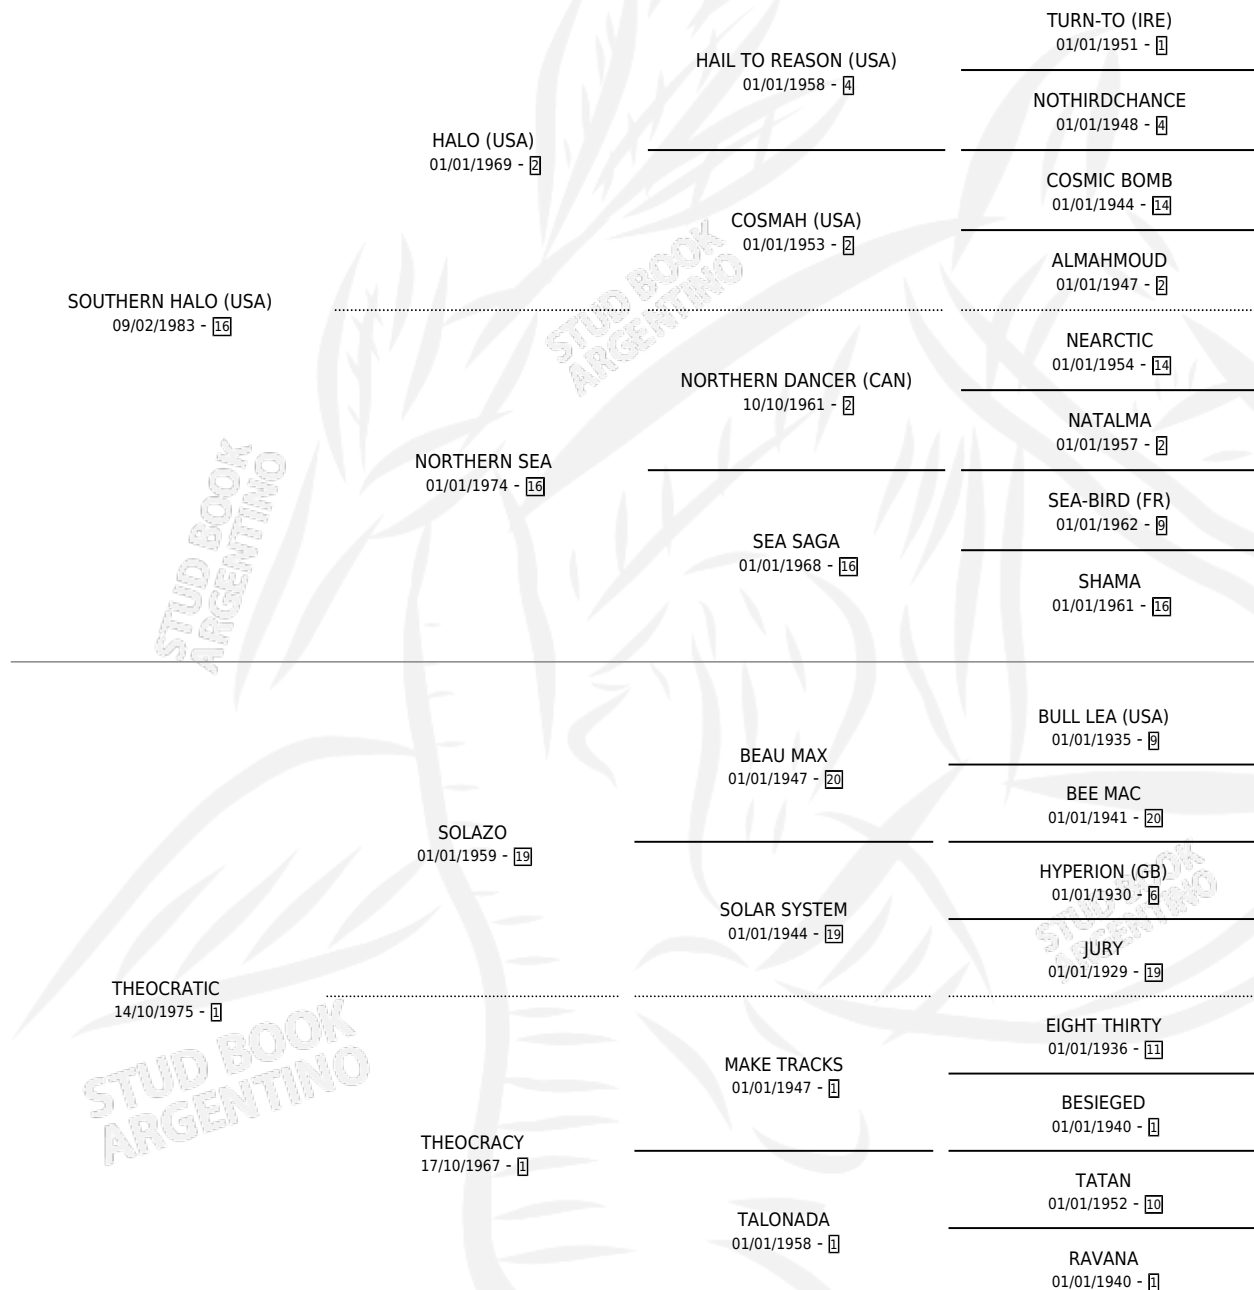 TURN-TO (IRE)
01/01/1951 - 1
HAIL TO REASON (USA)
01/01/1958 - 4
NOTHIRDCHANCE
01/01/1948 - 4
HALO (USA)
01/01/1969 - 2
COSMIC BOMB
01/01/1944 - 14
COSMAH (USA)
01/01/1953 - 2
ALMAHMOUD
01/01/1947 - 2
SOUTHERN HALO (USA)
09/02/1983 - 16
STUD BOOK
ARGENTINO
NEARCTIC
01/01/1954 - 14
NORTHERN DANCER (CAN)
10/10/1961 - 2
NATALMA
01/01/1957 - 2
NORTHERN SEA
01/01/1974 - 16
SEA-BIRD (FR)
01/01/1962 - 9
SEA SAGA
01/01/1968 - 16
SHAMA
01/01/1961 - 16
STUD BOOK
ARGENTINO
BULL LEA (USA)
01/01/1935 - 9
BEAU MAX
01/01/1947 - 20
BEE MAC
01/01/1941 - 20
SOLAZO
01/01/1959 - 19
HYPERION (GB)
01/01/1930 - 6
SOLAR SYSTEM
01/01/1944 - 19
STUD BOOK
ARGENTINO
JURY
01/01/1929 - 19
THEOCRATIC
14/10/1975 - 1
STUD BOOK
ARGENTINO
EIGHT THIRTY
01/01/1936 - 11
MAKE TRACKS
01/01/1947 - 1
BESIEGED
01/01/1940 - 1
THEOCRACY
17/10/1967 - 1
TATAN
01/01/1952 - 10
TALONADA
01/01/1958 - 1
RAVANA
01/01/1940 - 1